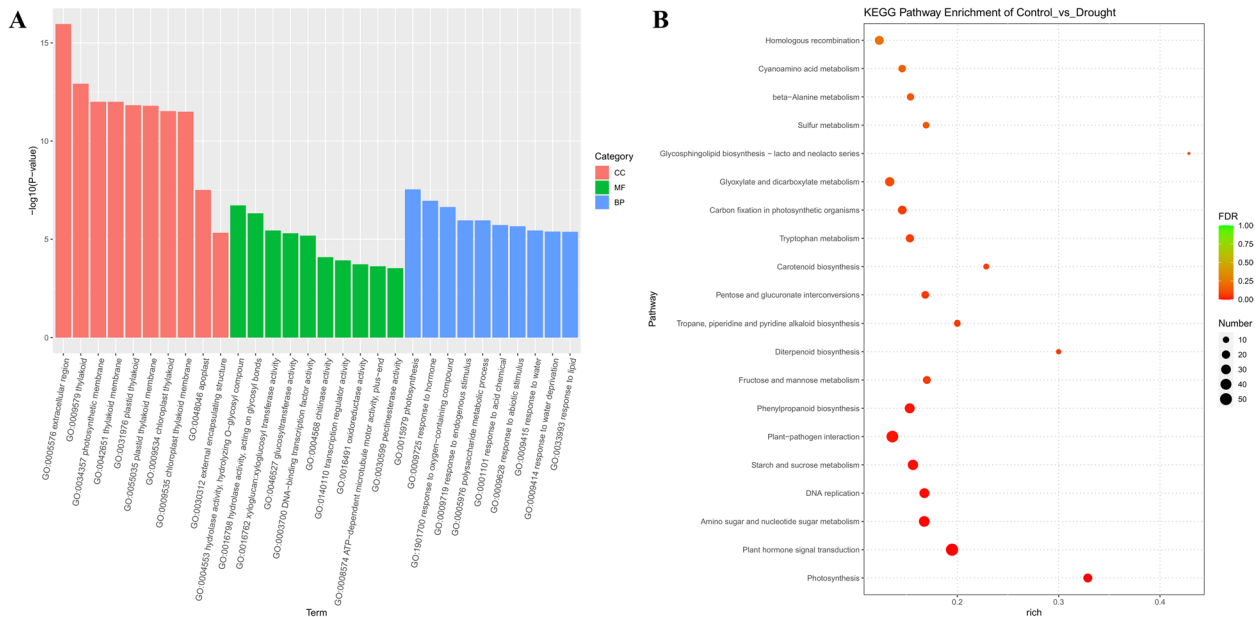 A
15
10
5
0
−log10(P−value)
GO:0005576 extracellular region
GO:0009579 thylakoid
GO:0034357 photosynthetic membrane
GO:0042651 thylakoid membrane
GO:0031976 plastid thylakoid
GO:0055035 plastid thylakoid membrane
GO:0009534 chloroplast thylakoid
GO:0009535 chloroplast thylakoid membrane
GO:0048046 apoplast
GO:0030312 external encapsulating structure
GO:0004553 hydrolase activity, hydrolyzing O−glycosyl compoun
GO:0016798 hydrolase activity, acting on glycosyl bonds
GO:0016762 xyloglucan:xyloglucosyl transferase activity
GO:0046527 glucosyltransferase activity
GO:0003700 DNA−binding transcription factor activity
GO:0004568 chitinase activity
GO:0140110 transcription regulator activity
GO:0016491 oxidoreductase activity
GO:0008574 ATP−dependent microtubule motor activity, plus−end
GO:0030599 pectinesterase activity
GO:0015979 photosynthesis
GO:0009725 response to hormone
GO:1901700 response to oxygen−containing compound
GO:0009719 response to endogenous stimulus
GO:0005976 polysaccharide metabolic process
GO:0001101 response to acid chemical
GO:0009628 response to abiotic stimulus
GO:0009415 response to water
GO:0009414 response to water deprivation
GO:0033993 response to lipid
Term
Category
CC
MF
BP
B
KEGG Pathway Enrichment of Control_vs_Drought
Pathway
Homologous recombination
Cyanoamino acid metabolism
beta−Alanine metabolism
Sulfur metabolism
Glycosphingolipid biosynthesis − lacto and neolacto series
Glyoxylate and dicarboxylate metabolism
Carbon fixation in photosynthetic organisms
Tryptophan metabolism
Carotenoid biosynthesis
Pentose and glucuronate interconversions
Tropane, piperidine and pyridine alkaloid biosynthesis
Diterpenoid biosynthesis
Fructose and mannose metabolism
Phenylpropanoid biosynthesis
Plant−pathogen interaction
Starch and sucrose metabolism
DNA replication
Amino sugar and nucleotide sugar metabolism
Plant hormone signal transduction
Photosynthesis
0.2
0.3
0.4
rich
FDR
1.00
0.75
0.50
0.25
0.00
Number
10
20
30
40
50